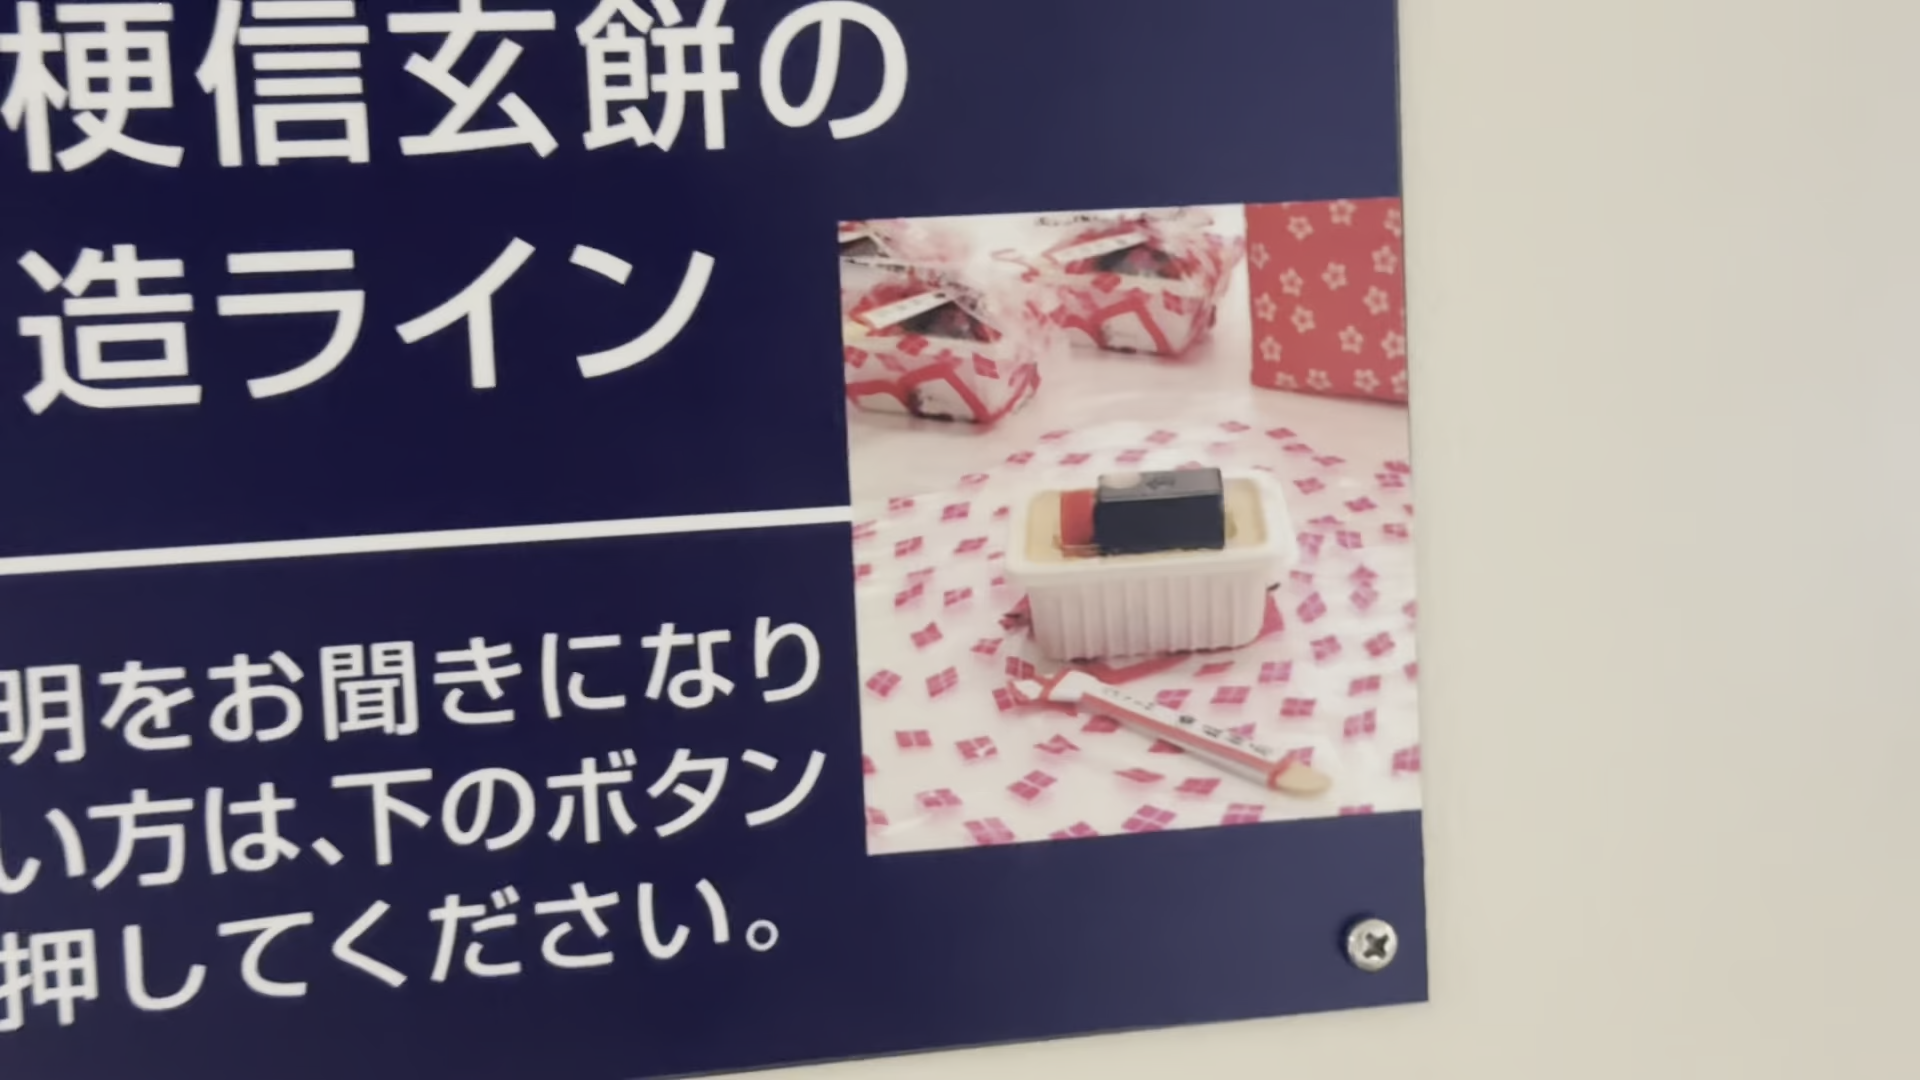 梗信玄餅の
造ライン
明をお聞きになり
い方は、下のボタン
押してください。